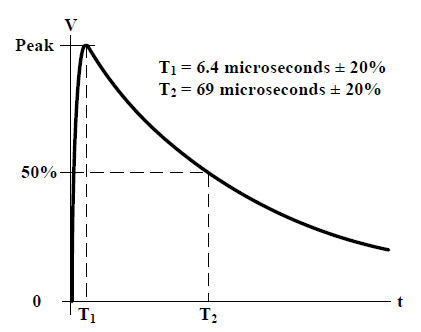 V
Peak
T₁ = 6.4 microseconds ± 20%
T₂ = 69 microseconds ± 20%
50%
0
t
T₁
T₂